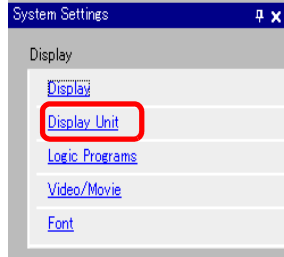 System Settings
Display
Display
Display Unit
Logic Programs
Video/Movie
Font